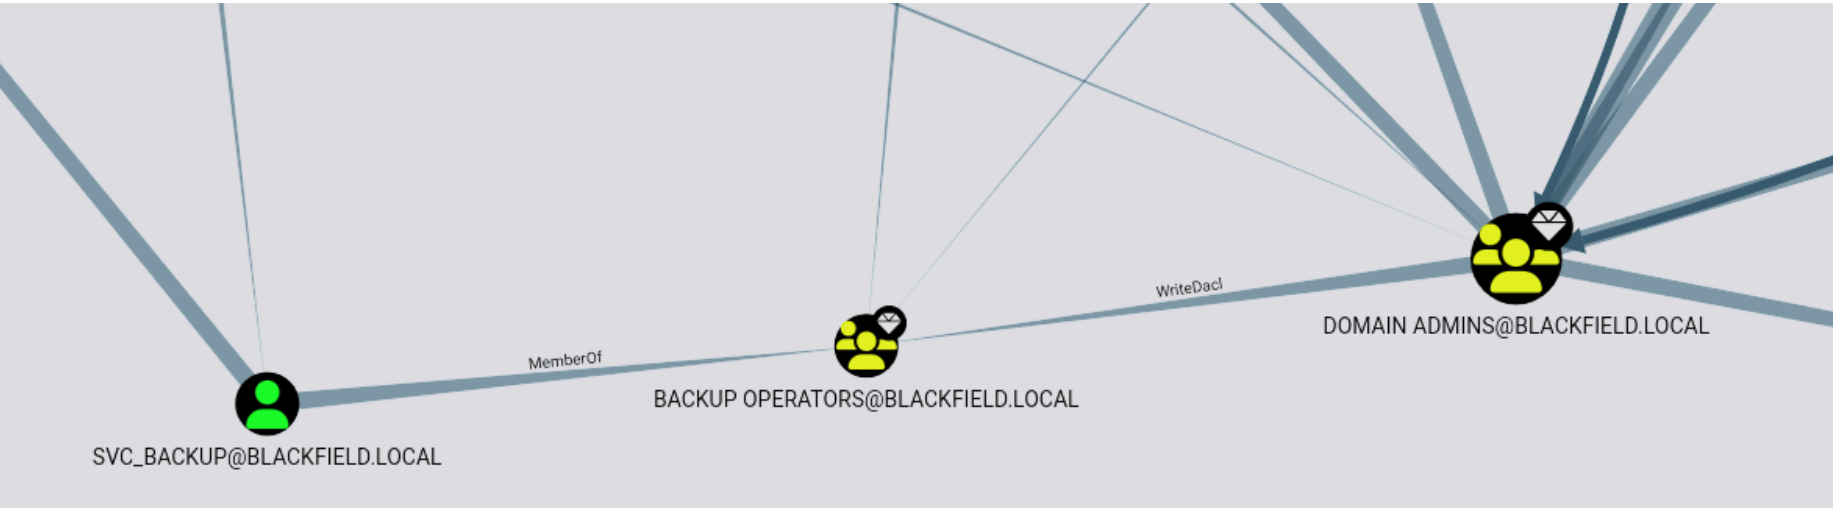 WriteDacl
DOMAIN ADMINS@BLACKFIELD.LOCAL
MemberOf
BACKUP OPERATORS@BLACKFIELD.LOCAL
SVC_BACKUP@BLACKFIELD.LOCAL